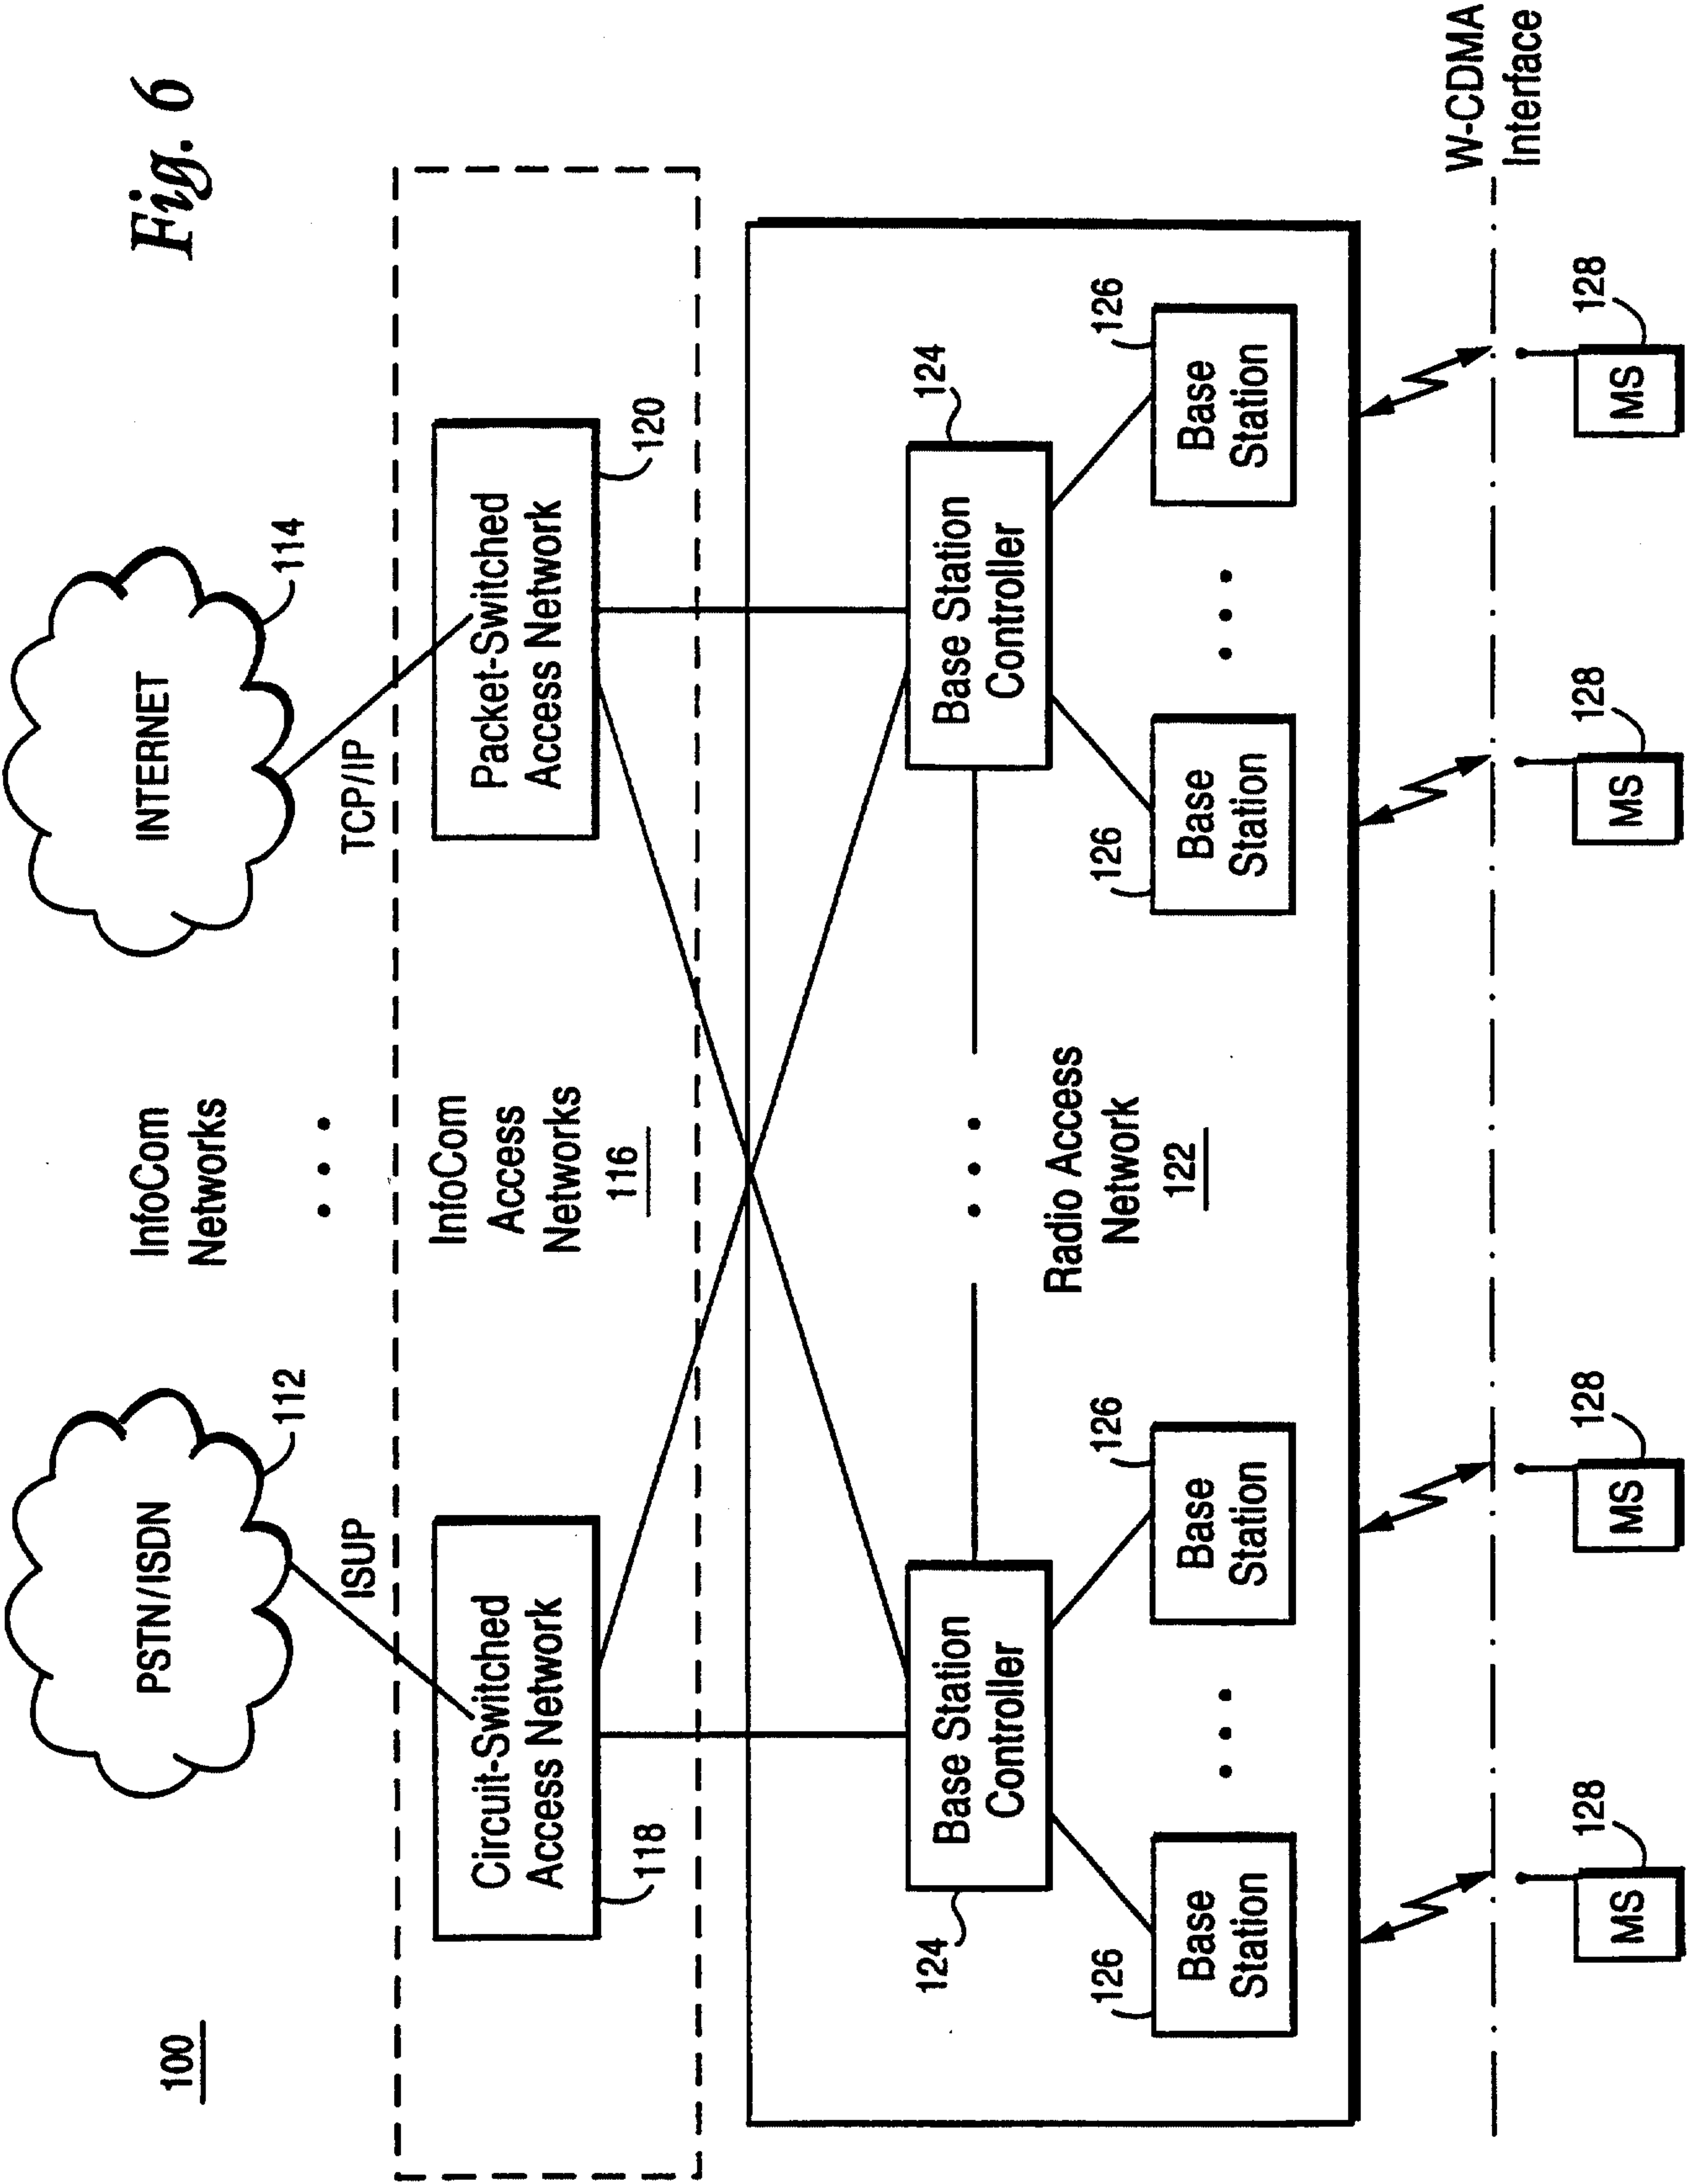 Fig. 6
100
InfoCom
Networks
PSTN/ISDN
112
INTERNET
114
ISUP
TCP/IP
InfoCom
Access
Networks
116
Circuit-Switched
Access Network
118
Packet-Switched
Access Network
120
Base Station
Controller
124
Base Station
Controller
124
Radio Access
Network
122
Base
Station
126
Base
Station
126
Base
Station
126
Base
Station
126
W-CDMA
Interface
MS
128
MS
128
MS
128
MS
128